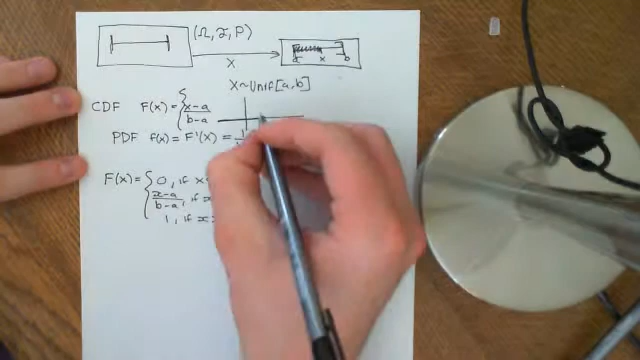 (Ω, F, P)
X
a x b
X~Unif[a,b]
CDF F(x) = { x-a / b-a
PDF f(x) = F'(x) = 1
F(x) = { 0, if x
x-a / b-a, if x
1, if x